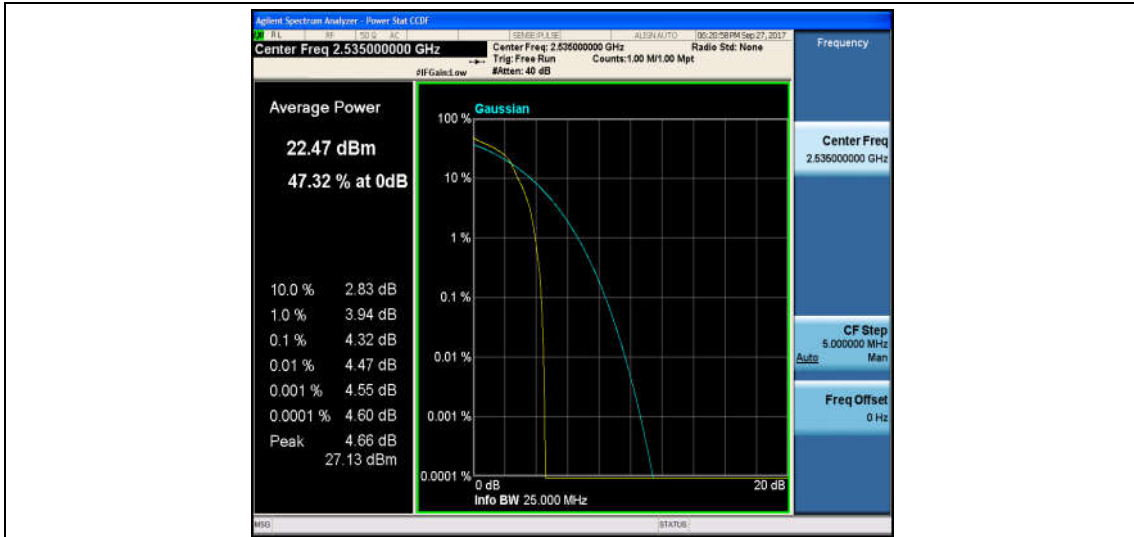 Agilent Spectrum Analyzer - Power Stat CCDF
RL RF 50 Ω AC SENSE:PULSE ALIGN AUTO 06:20:58 PM Sep 27, 2017
Center Freq 2.535000000 GHz
Center Freq: 2.535000000 GHz Radio Std: None
Trig: Free Run Counts:1.00 M/1.00 Mpt
#IFGain:Low #Atten: 40 dB
Frequency
Average Power
22.47 dBm
47.32 % at 0dB
10.0 % 2.83 dB
1.0 % 3.94 dB
0.1 % 4.32 dB
0.01 % 4.47 dB
0.001 % 4.55 dB
0.0001 % 4.60 dB
Peak 4.66 dB
27.13 dBm
Gaussian
100 %
10 %
1 %
0.1 %
0.01 %
0.001 %
0.0001 %
0 dB 20 dB
Info BW 25.000 MHz
Center Freq
2.535000000 GHz
CF Step
5.000000 MHz
Auto Man
Freq Offset
0 Hz
MSG STATUS